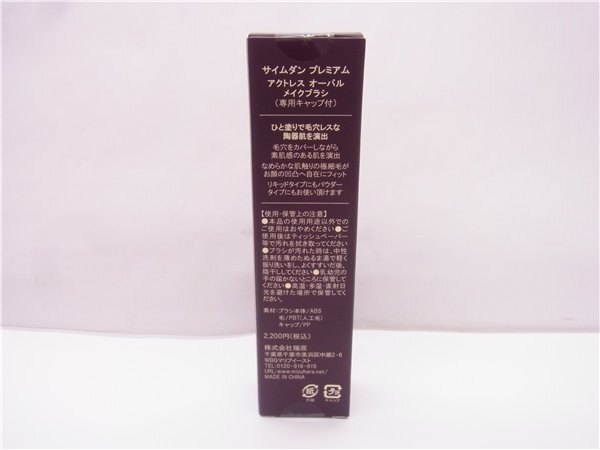 サイムダン プレミアム
アクトレス オーバル
メイクブラシ
(専用キャップ付)
ひと塗りで毛穴レスな
陶器肌を演出
毛穴をカバーしながら
素肌感のある肌を演出
なめらかな肌触りの極細毛が
お顔の凹凸へ自在にフィット
リキッドタイプにもパウダー
タイプにもお使い頂けます
【使用・保管上の注意】
●本品の使用用途以外での
ご使用はおやめください●ご
使用後はティッシュペーパー
等で汚れを拭き取ってください
●ブラシが汚れた時は、中性
洗剤を薄めたぬるま湯で軽く
振り洗いをし、よくすすいだ後、
陰干ししてください●乳幼児の
手の届かないところに保管して
ください●高温・多湿・直射日
光を避けた場所で保管してく
ださい
素材:ブラシ本体/ABS
毛/PBT(人工毛)
キャップ/PP
2,200円(税込)
株式会社瑞原
千葉県千葉市美浜区中瀬2-6
WBGマリブイースト
TEL:0120-916-915
URL:www.mizuhara.net/
MADE IN CHINA
紙 プラ
外箱 キャップ